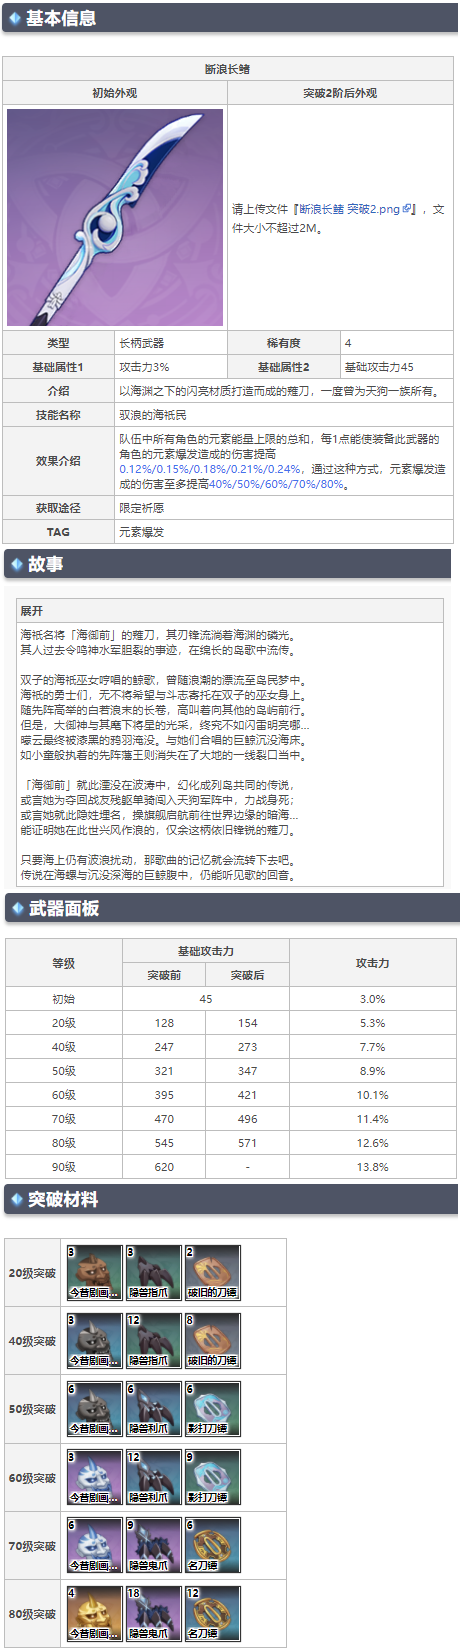 基本信息
断浪长鳍
初始外观
突破2阶后外观
请上传文件『断浪长鳍 突破2.png』，文
件大小不超过2M。
类型
长柄武器
稀有度
4
基础属性1
攻击力3%
基础属性2
基础攻击力45
介绍
以海渊之下的闪亮材质打造而成的薙刀，一度曾为天狗一族所有。
技能名称
驭浪的海祇民
效果介绍
队伍中所有角色的元素能量上限的总和，每1点能使装备此武器的
角色的元素爆发造成的伤害提高
0.12%/0.15%/0.18%/0.21%/0.24%，通过这种方式，元素爆发造
成的伤害至多提高40%/50%/60%/70%/80%。
获取途径
限定祈愿
TAG
元素爆发
故事
展开
海祇名将「海御前」的薙刀，其刃锋流淌着海渊的磷光。
其人过去令鸣神水军胆裂的事迹，在绵长的岛歌中流传。
双子的海祇巫女哼唱的鲸歌，曾随浪潮的漂流至岛民梦中。
海祇的勇士们，无不将希望与斗志寄托在双子的巫女身上。
随先阵高举的白若浪末的长卷，高叫着向其他的岛屿前行。
但是，大御神与其麾下将星的光采，终究不如闪雷明亮哪…
曚云最终被漆黑的鸦羽淹没。与她们合唱的巨鲸沉没海床。
如小童般执着的先阵藩王则消失在了大地的一线裂口当中。
「海御前」就此湮没在波涛中，幻化成列岛共同的传说，
或言她为夺回战友残躯单骑闯入天狗军阵中，力战身死；
或言她就此隐姓埋名，操旗舰启航前往世界边缘的暗海…
能证明她在此世兴风作浪的，仅余这柄依旧锋锐的薙刀。
只要海上仍有波浪扰动，那歌曲的记忆就会流转下去吧。
传说在海螺与沉没深海的巨鲸腹中，仍能听见歌的回音。
武器面板
等级
基础攻击力
攻击力
突破前
突破后
初始
45
3.0%
20级
128
154
5.3%
40级
247
273
7.7%
50级
321
347
8.9%
60级
395
421
10.1%
70级
470
496
11.4%
80级
545
571
12.6%
90级
620
-
13.8%
突破材料
20级突破
3
今昔剧画...
3
隐兽指爪
2
破旧的刀镡
40级突破
3
今昔剧画...
12
隐兽指爪
8
破旧的刀镡
50级突破
6
今昔剧画...
6
隐兽利爪
6
影打刀镡
60级突破
3
今昔剧画...
12
隐兽利爪
9
影打刀镡
70级突破
6
今昔剧画...
9
隐兽鬼爪
6
名刀镡
80级突破
4
今昔剧画...
18
隐兽鬼爪
12
名刀镡